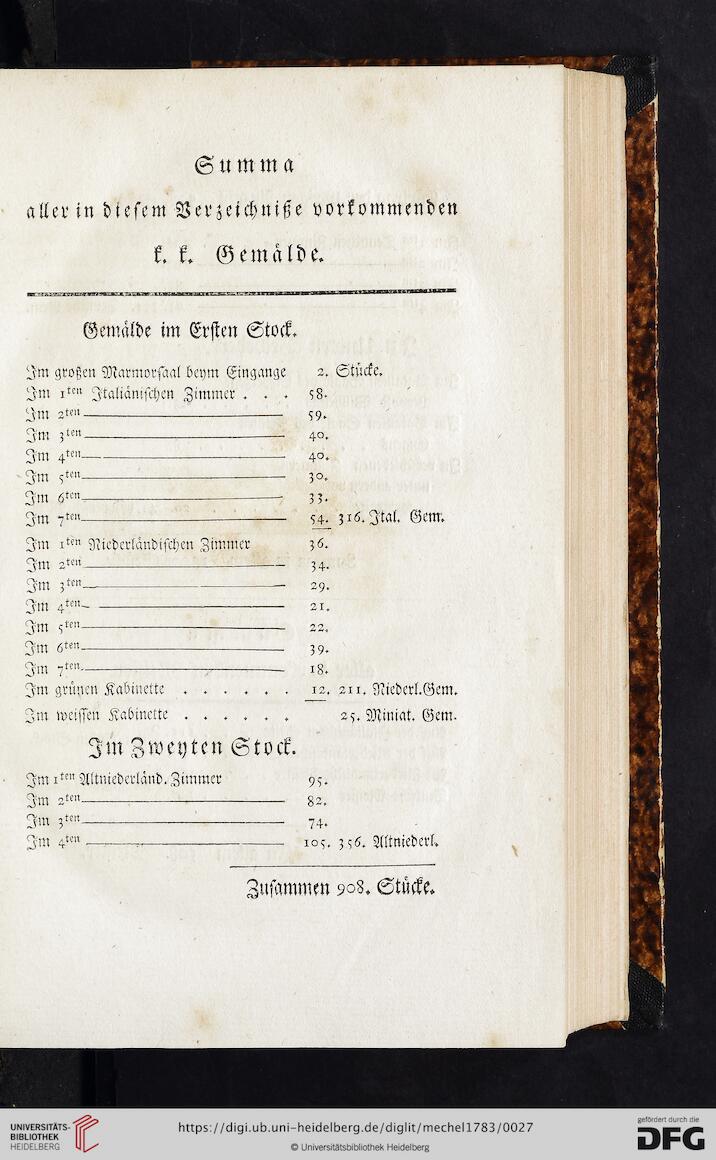 Summa
aller in diesem Verzeichniße vorkommenden
k. k. Gemälde.
Gemälde im Ersten Stock.
Im großen Marmorsaal beym Eingange 2. Stücke.
Im 1ten Italiänischen Zimmer . . . 58.
Im 2ten 59.
Im 3ten 40.
Im 4ten 40.
Im 5ten 30.
Im 6ten 33.
Im 7ten 54. 316. Ital. Gem.
Im 1ten Niederländischen Zimmer 36.
Im 2ten 34.
Im 3ten 29.
Im 4ten 21.
Im 5ten 22.
Im 6ten 39.
Im 7ten 18.
Im grünen Kabinette . . . . . . 12. 211. Niederl.Gem.
Im weissen Kabinette . . . . . . 25. Miniat. Gem.
Im Zweyten Stock.
Im 1ten Altniederländ. Zimmer 95.
Im 2ten 82.
Im 3ten 74.
Im 4ten 105. 356. Altniederl.
Zusammen 908. Stücke.
UNIVERSITÄTS-
BIBLIOTHEK
HEIDELBERG
https://digi.ub.uni-heidelberg.de/diglit/mechel1783/0027
© Universitätsbibliothek Heidelberg
gefördert durch die
DFG